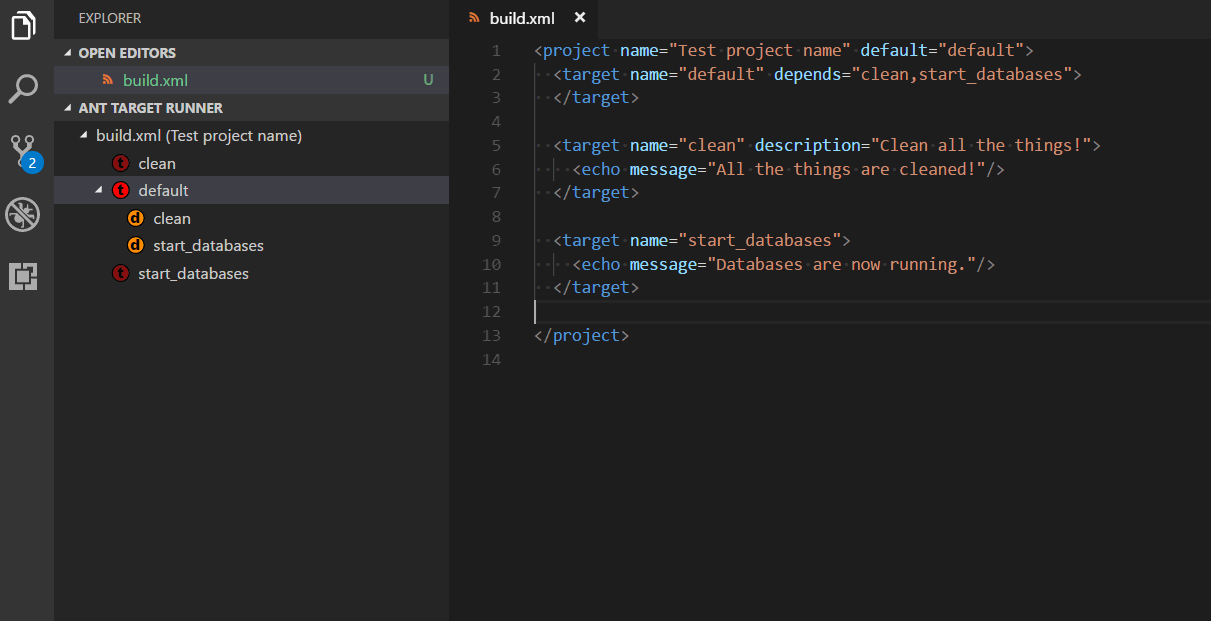 EXPLORER
OPEN EDITORS
build.xml U
ANT TARGET RUNNER
build.xml (Test project name)
t clean
t default
d clean
d start_databases
t start_databases
2
build.xml ×
1 <project name="Test project name" default="default">
2 <target name="default" depends="clean,start_databases">
3 </target>
4
5 <target name="clean" description="Clean all the things!">
6 <echo message="All the things are cleaned!"/>
7 </target>
8
9 <target name="start_databases">
10 <echo message="Databases are now running."/>
11 </target>
12
13 </project>
14